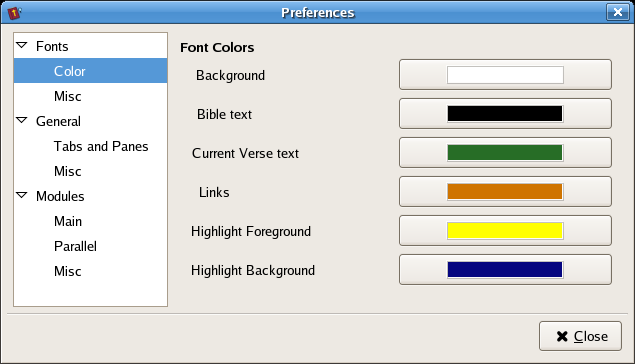 Preferences
Fonts
Color
Misc
General
Tabs and Panes
Misc
Modules
Main
Parallel
Misc
Font Colors
Background
Bible text
Current Verse text
Links
Highlight Foreground
Highlight Background
Close